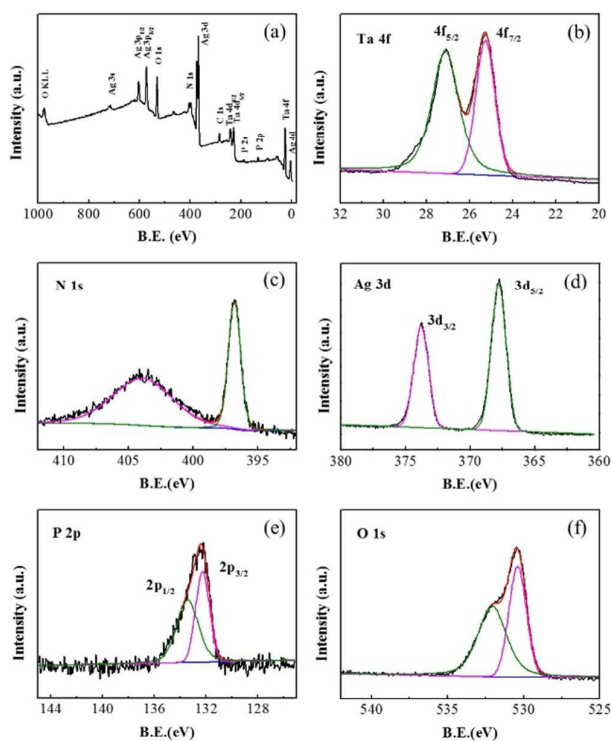 (a)
O KLL
Ag 3s
Ag 3p1/2
Ag 3p3/2
O 1s
N 1s
Ag 3d
C 1s
Ta 4d3/2
Ta 4d5/2
P 2s
P 2p
Ta 4f
Ag 4d
Intensity (a.u.)
1000 800 600 400 200 0
B.E. (eV)
(b)
Ta 4f
4f5/2
4f7/2
Intensity (a.u.)
32 30 28 26 24 22 20
B.E. (eV)
(c)
N 1s
Intensity (a.u.)
410 405 400 395
B.E.(eV)
(d)
Ag 3d
3d3/2
3d5/2
Intensity (a.u.)
380 375 370 365 360
B.E.(eV)
(e)
P 2p
2p1/2
2p3/2
Intensity (a.u.)
144 140 136 132 128
B.E.(eV)
(f)
O 1s
Intensity (a.u.)
540 535 530 525
B.E.(eV)